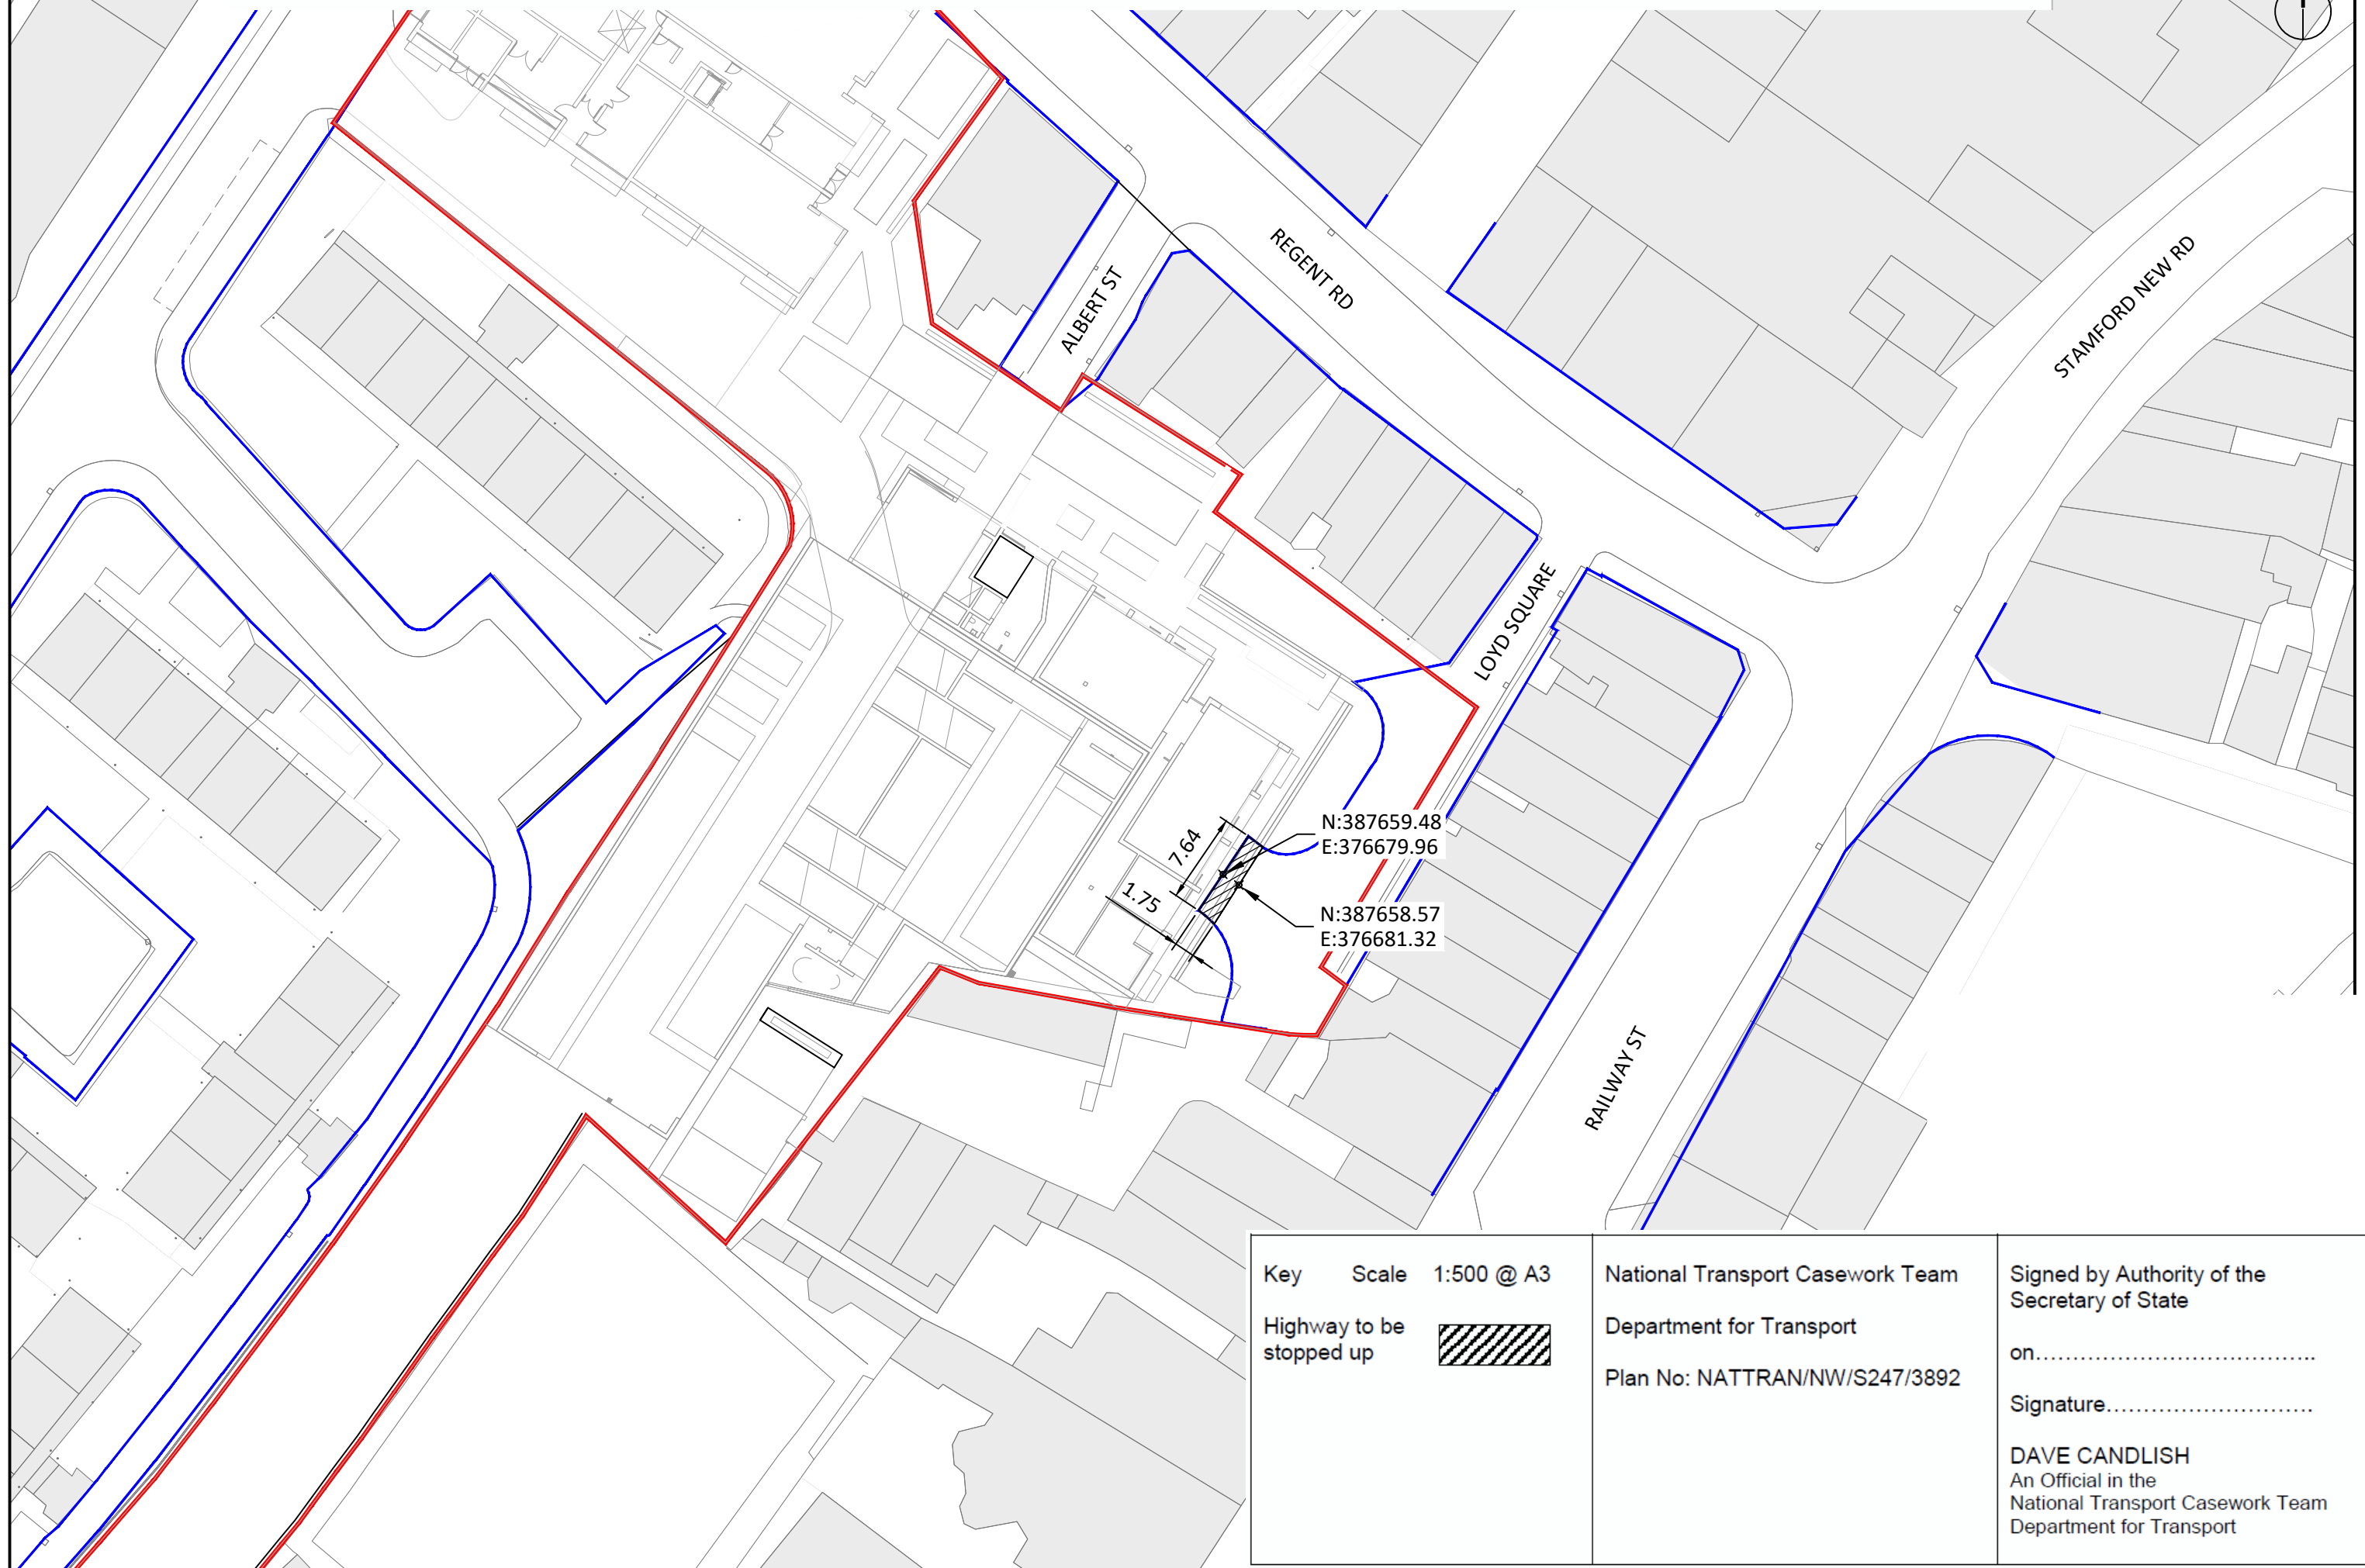 REGENT RD
STAMFORD NEW RD
ALBERT ST
LOYD SQUARE
N:387659.48
E:376679.96
7.64
1.75
N:387658.57
E:376681.32
RAILWAY ST
Key Scale 1:500 @ A3
Highway to be
stopped up
National Transport Casework Team
Department for Transport
Plan No: NATTRAN/NW/S247/3892
Signed by Authority of the
Secretary of State
on.......................................
Signature...........................
DAVE CANDLISH
An Official in the
National Transport Casework Team
Department for Transport